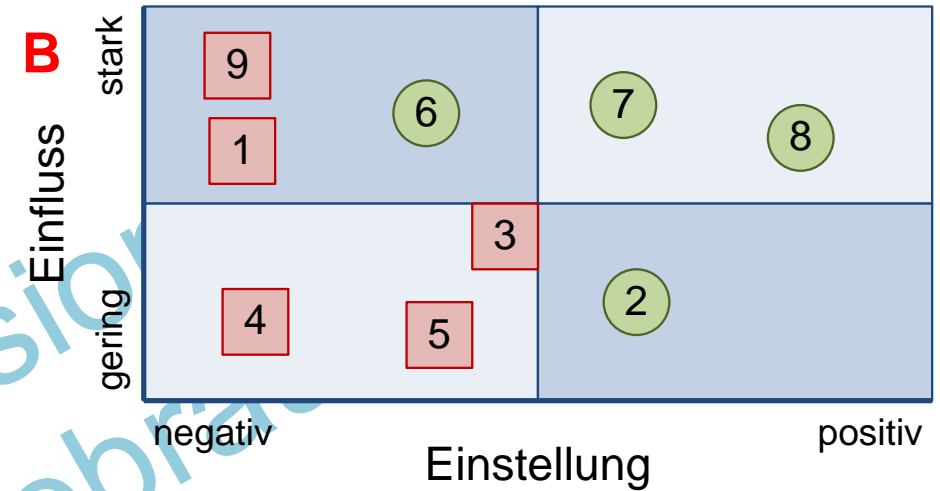 B
stark
Einfluss
gering
9
1
6
7
8
3
4
5
2
negativ
positiv
Einstellung